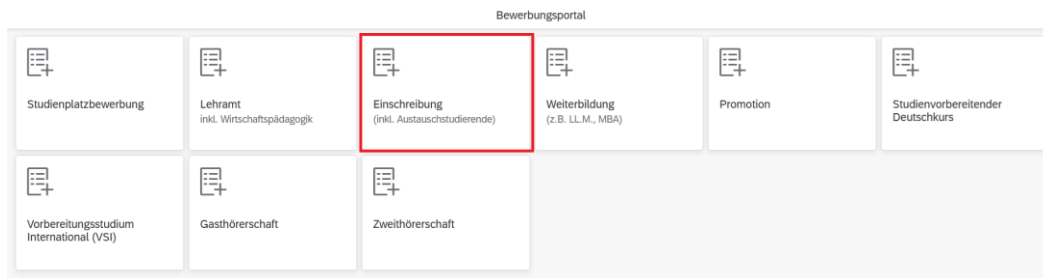 Bewerbungsportal
Studienplatzbewerbung
Lehramt
inkl. Wirtschaftspädagogik
Einschreibung
(inkl. Austauschstudierende)
Weiterbildung
(z.B. LL.M., MBA)
Promotion
Studienvorbereitender
Deutschkurs
Vorbereitungsstudium
International (VSI)
Gasthörerschaft
Zweithörerschaft